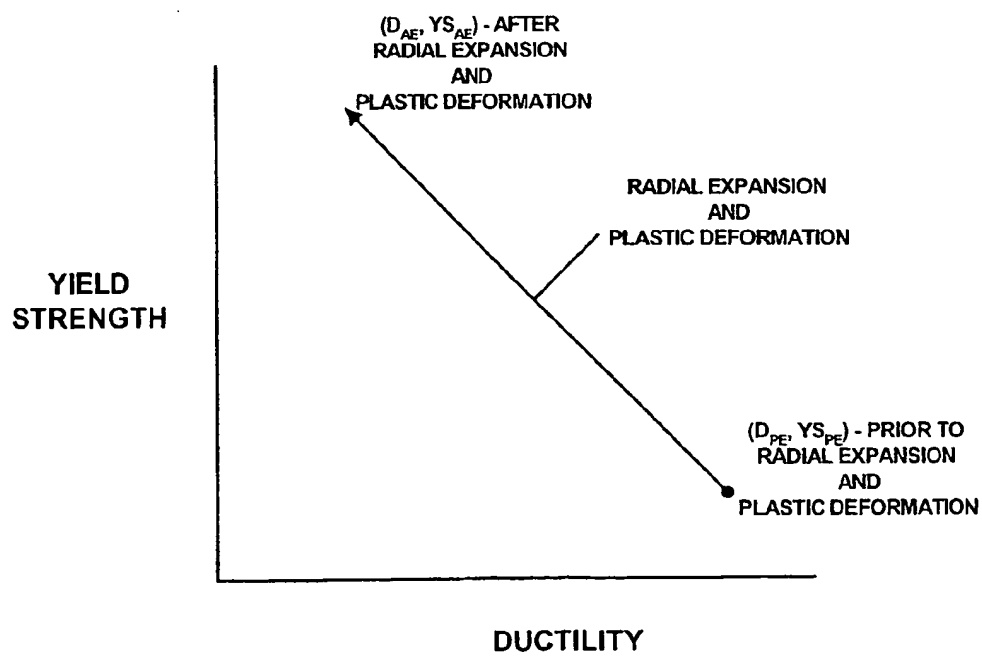 (D_AE, YS_AE) - AFTER
RADIAL EXPANSION
AND
PLASTIC DEFORMATION
RADIAL EXPANSION
AND
PLASTIC DEFORMATION
YIELD
STRENGTH
(D_PE, YS_PE) - PRIOR TO
RADIAL EXPANSION
AND
PLASTIC DEFORMATION
DUCTILITY